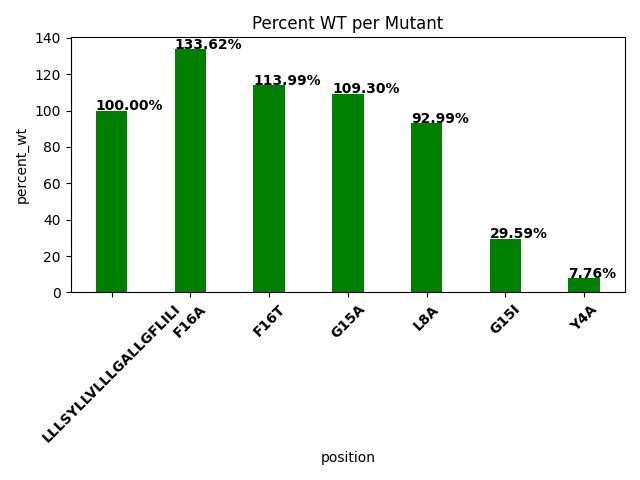 Percent WT per Mutant
percent_wt
140
120
100
80
60
40
20
0
100.00%
133.62%
113.99%
109.30%
92.99%
29.59%
7.76%
LLLSYLLVLLLGALLGFLILI
F16A
F16T
G15A
L8A
G15I
Y4A
position